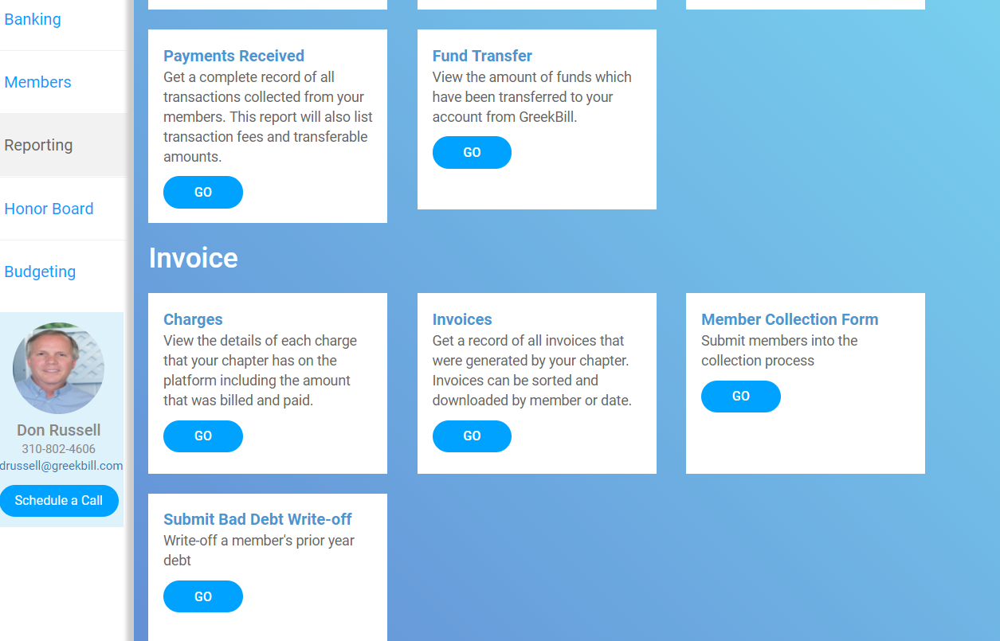 Banking
Members
Reporting
Honor Board
Budgeting
Don Russell
310-802-4606
drussell@greekbill.com
Schedule a Call
Payments Received
Get a complete record of all
transactions collected from your
members. This report will also list
transaction fees and transferable
amounts.
GO
Fund Transfer
View the amount of funds which
have been transferred to your
account from GreekBill.
GO
Invoice
Charges
View the details of each charge
that your chapter has on the
platform including the amount
that was billed and paid.
GO
Invoices
Get a record of all invoices that
were generated by your chapter.
Invoices can be sorted and
downloaded by member or date.
GO
Member Collection Form
Submit members into the
collection process
GO
Submit Bad Debt Write-off
Write-off a member's prior year
debt
GO